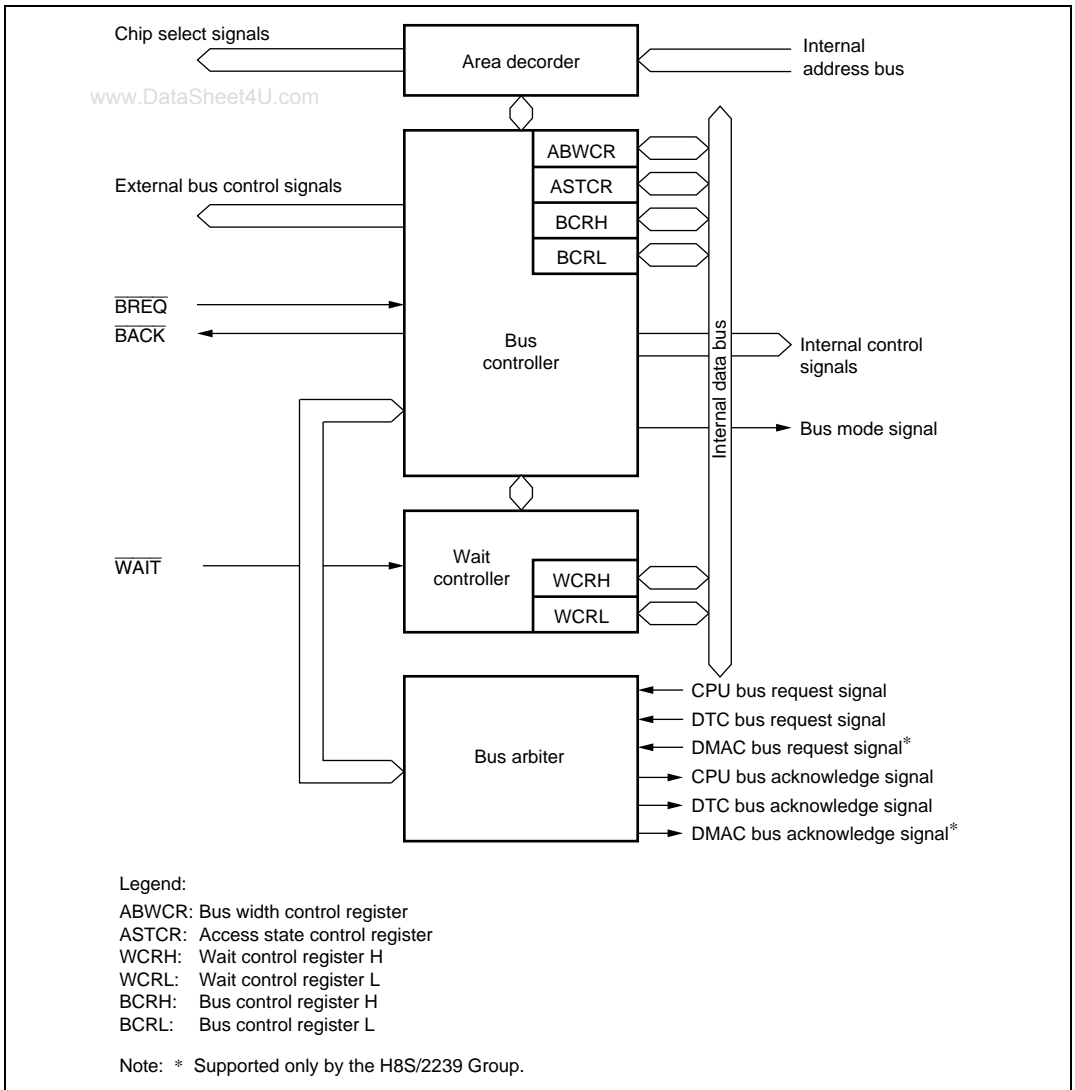 Chip select signals
Area decorder
Internal
address bus
www.DataSheet4U.com
ABWCR
ASTCR
BCRH
BCRL
External bus control signals
BREQ
BACK
Bus
controller
Internal data bus
Internal control
signals
Bus mode signal
WAIT
Wait
controller
WCRH
WCRL
Bus arbiter
CPU bus request signal
DTC bus request signal
DMAC bus request signal*
CPU bus acknowledge signal
DTC bus acknowledge signal
DMAC bus acknowledge signal*
Legend:
ABWCR: Bus width control register
ASTCR: Access state control register
WCRH: Wait control register H
WCRL: Wait control register L
BCRH: Bus control register H
BCRL: Bus control register L
Note: * Supported only by the H8S/2239 Group.